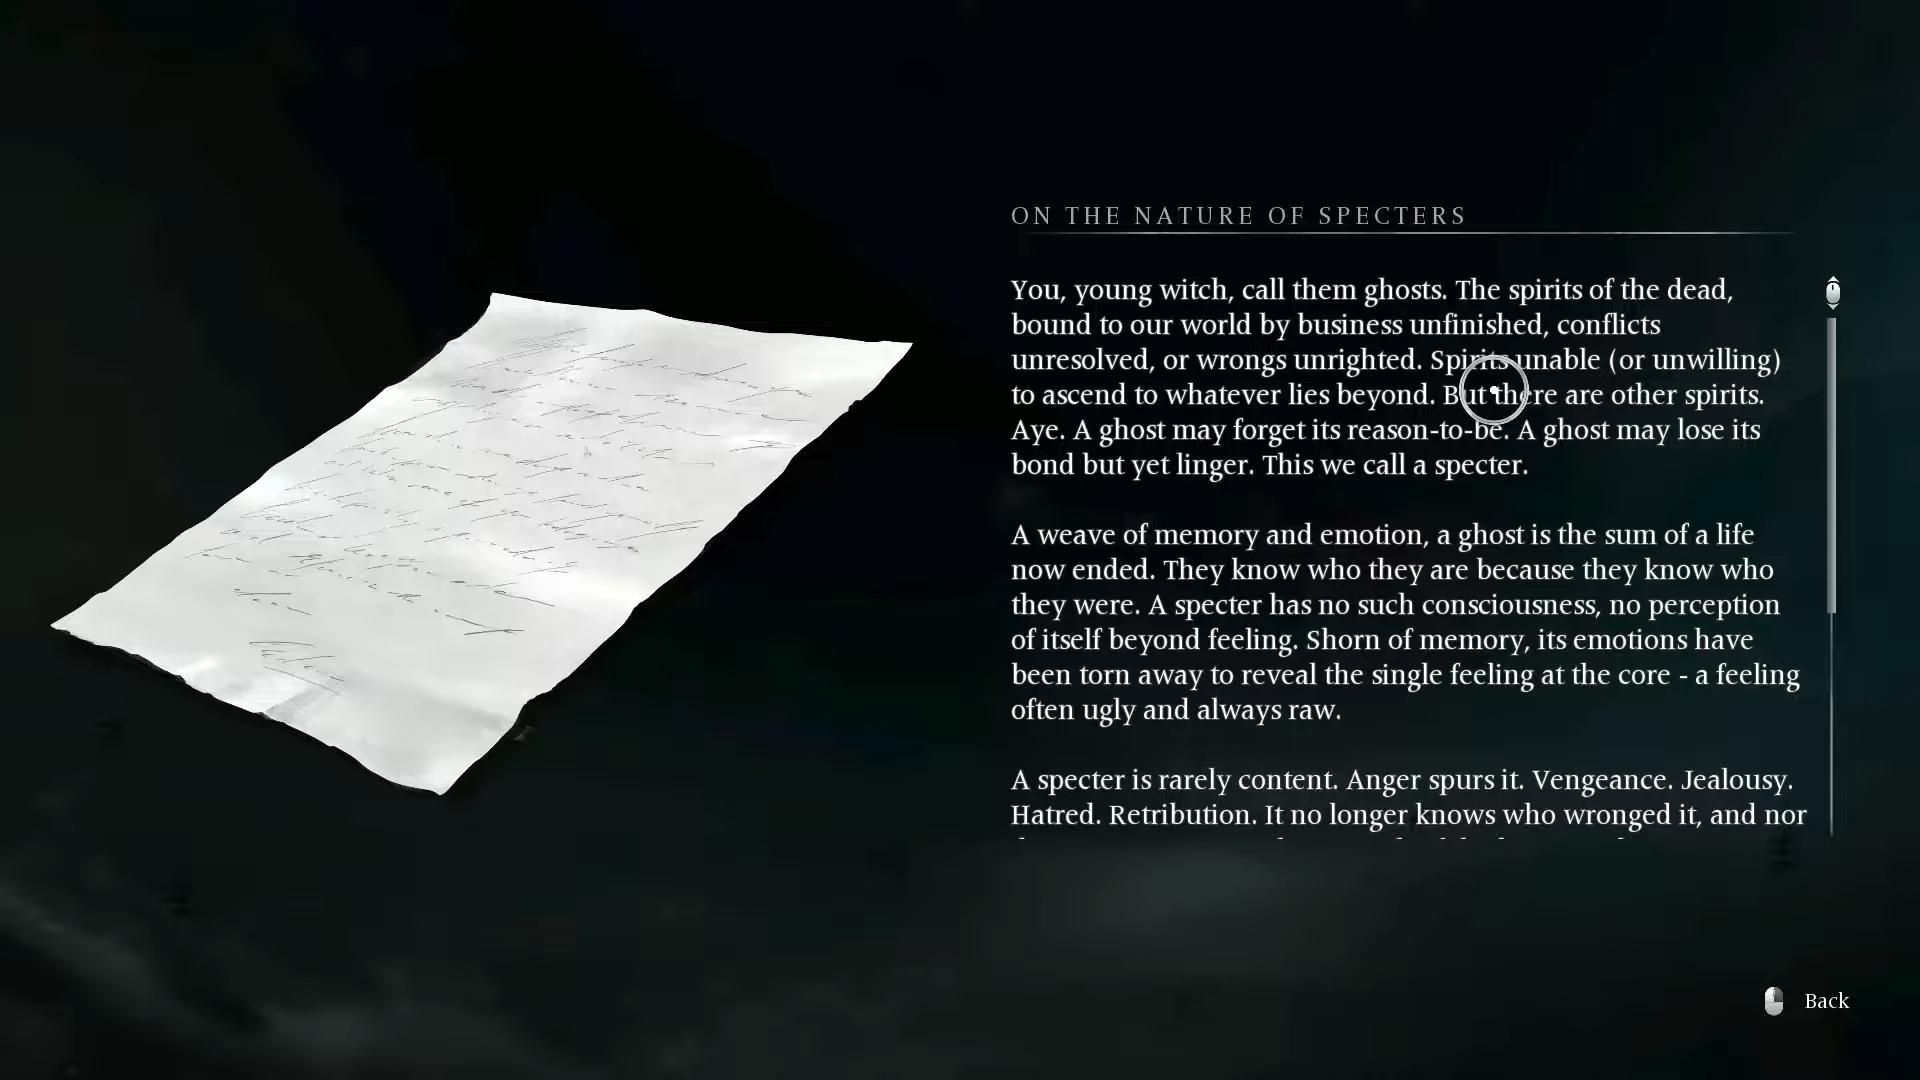 ON THE NATURE OF SPECTERS
You, young witch, call them ghosts. The spirits of the dead,
bound to our world by business unfinished, conflicts
unresolved, or wrongs unrighted. Spirits unable (or unwilling)
to ascend to whatever lies beyond. But there are other spirits.
Aye. A ghost may forget its reason-to-be. A ghost may lose its
bond but yet linger. This we call a specter.
A weave of memory and emotion, a ghost is the sum of a life
now ended. They know who they are because they know who
they were. A specter has no such consciousness, no perception
of itself beyond feeling. Shorn of memory, its emotions have
been torn away to reveal the single feeling at the core - a feeling
often ugly and always raw.
A specter is rarely content. Anger spurs it. Vengeance. Jealousy.
Hatred. Retribution. It no longer knows who wronged it, and nor
Back